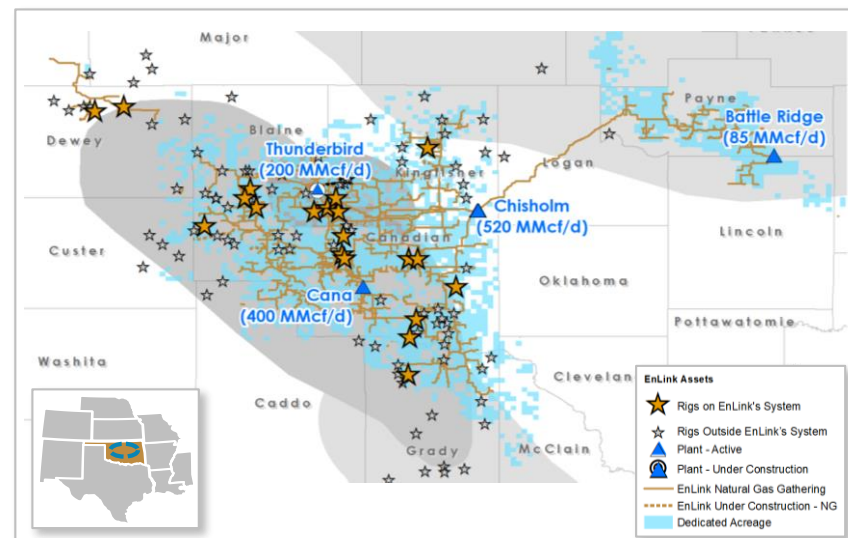 Major
Payne
Battle Ridge
(85 MMcf/d)
Dewey
Blaine
Thunderbird
(200 MMcf/d)
Kingfisher
Logan
Chisholm
(520 MMcf/d)
Lincoln
Custer
Canadian
Oklahoma
Cana
(400 MMcf/d)
Pottawatomie
Washita
Clevelan
Caddo
Grady
McClain
EnLink Assets
Rigs on EnLink's System
Rigs Outside EnLink's System
Plant - Active
Plant - Under Construction
EnLink Natural Gas Gathering
EnLink Under Construction - NG
Dedicated Acreage